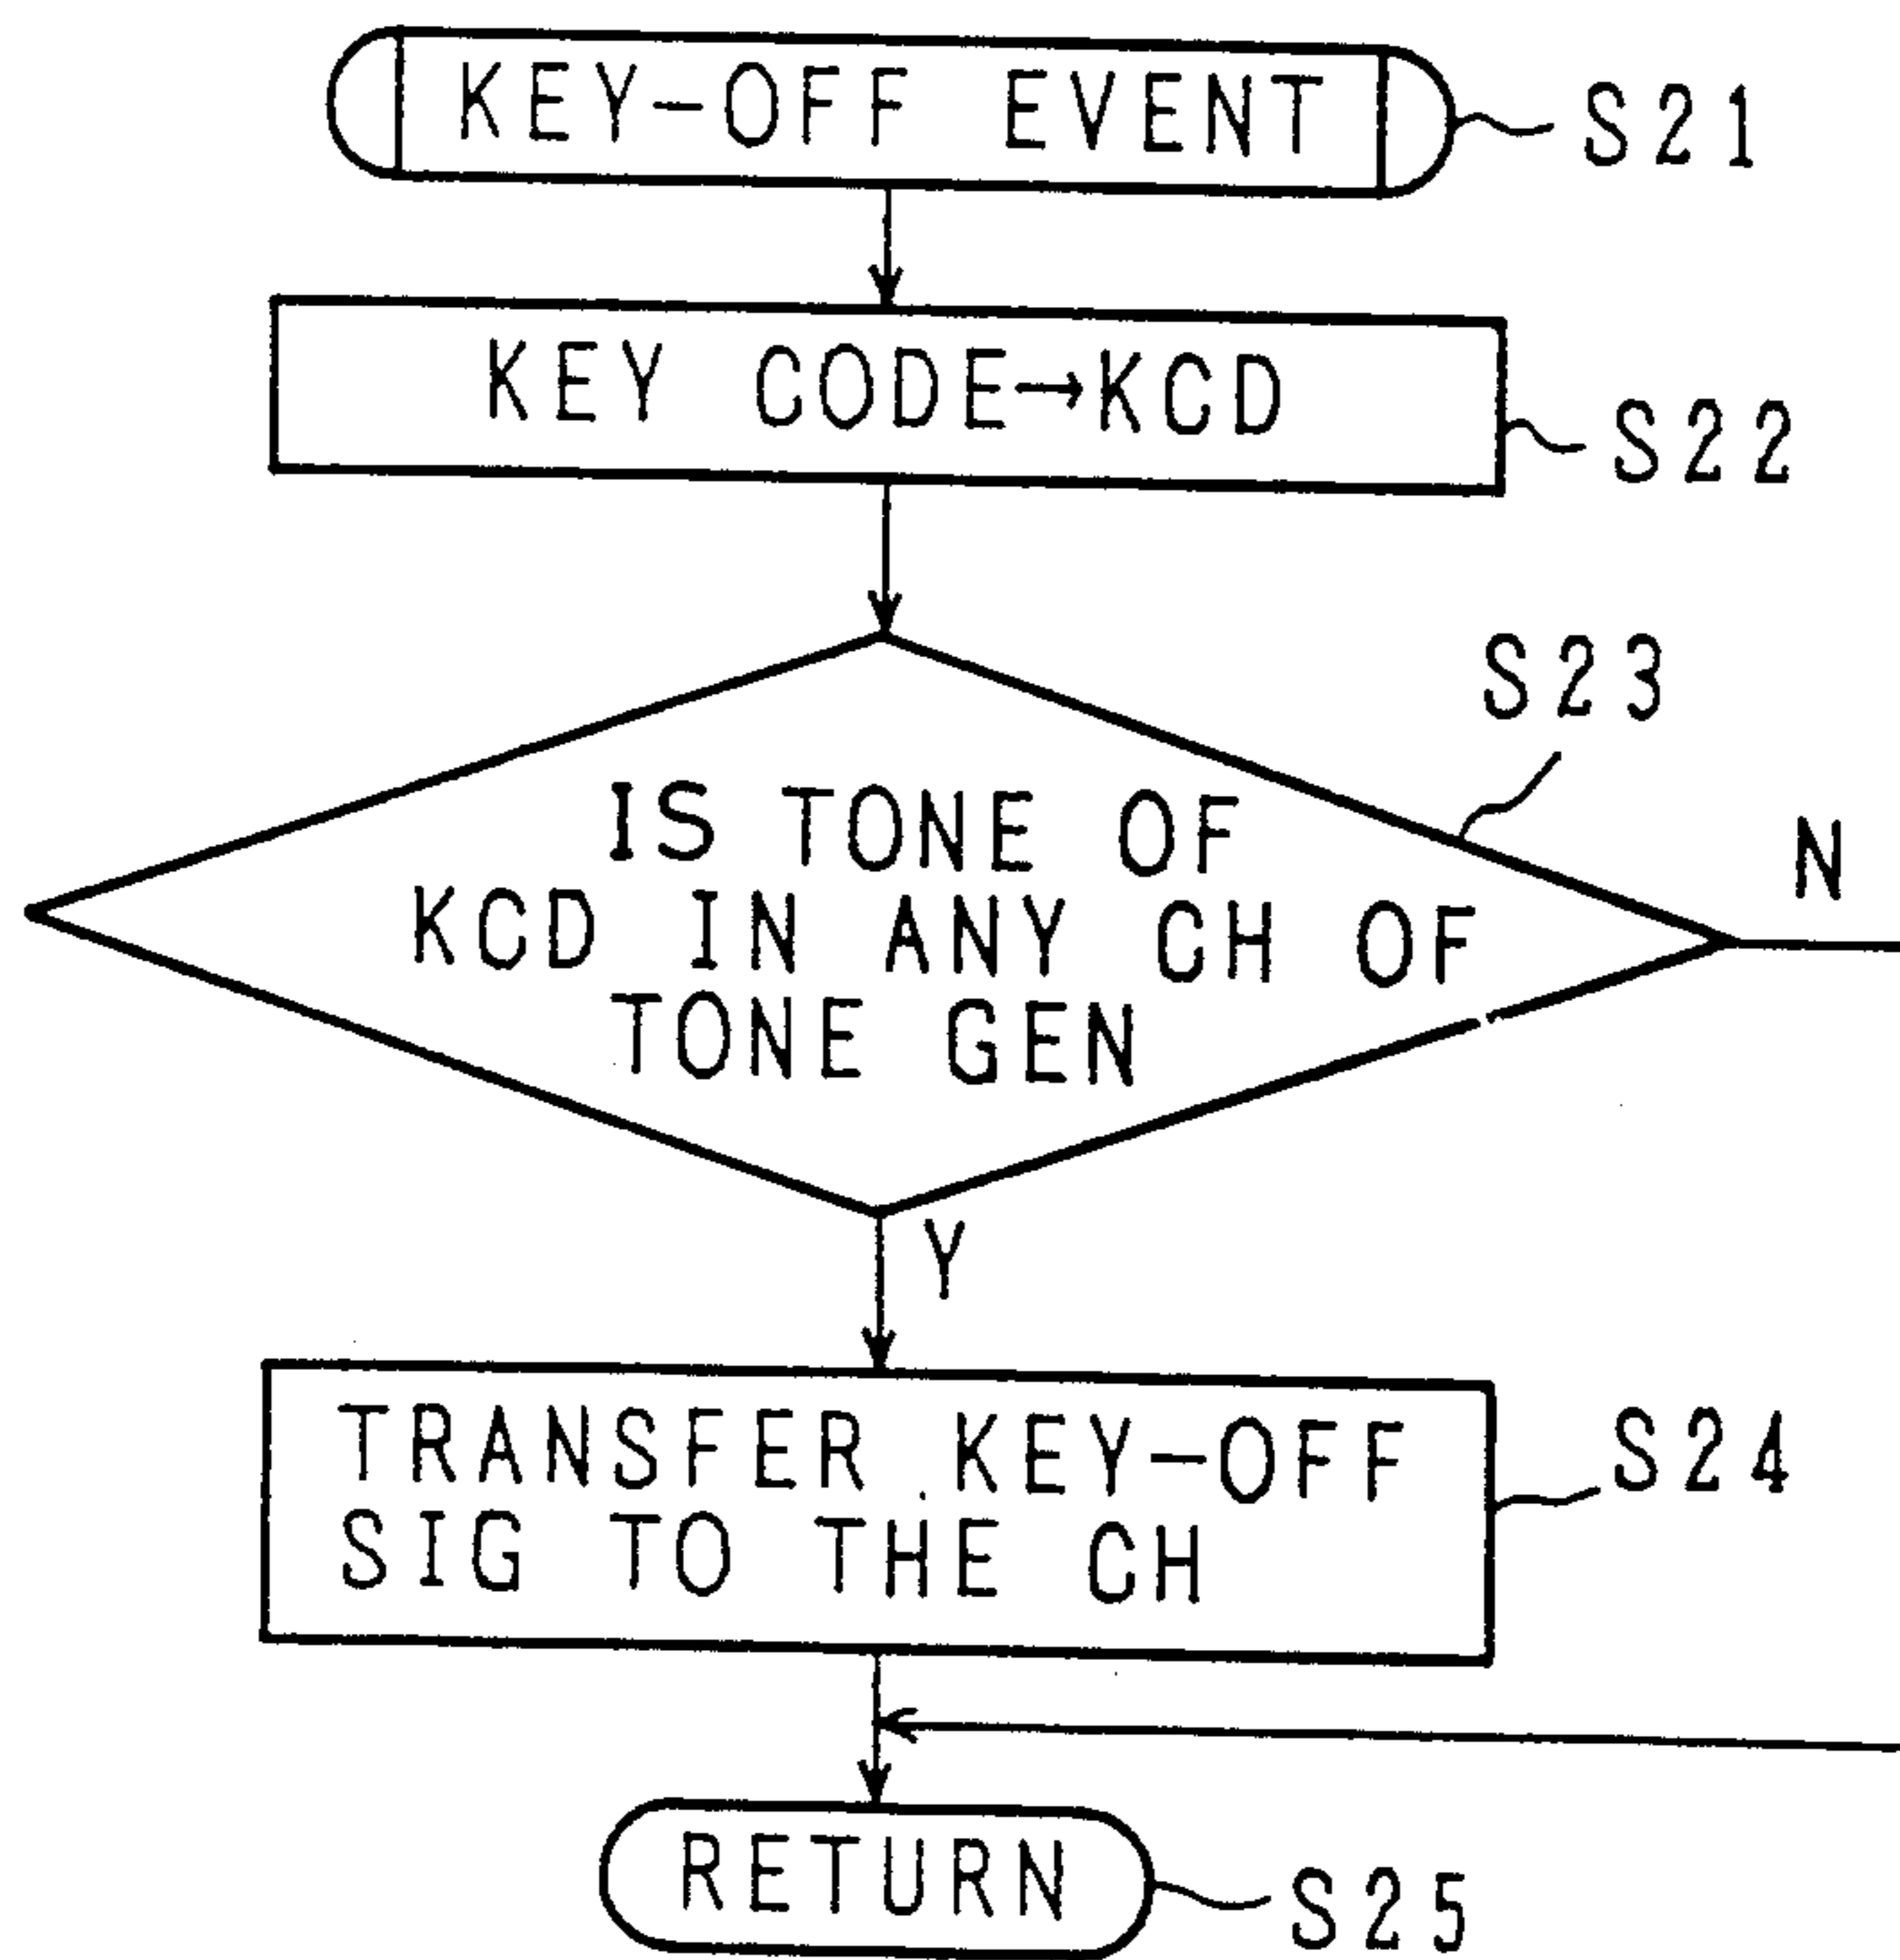 KEY-OFF EVENT
S21
KEY CODE→KCD
S22
S23
IS TONE OF
KCD IN ANY CH OF
TONE GEN
N
Y
TRANSFER KEY-OFF
SIG TO THE CH
S24
RETURN
S25